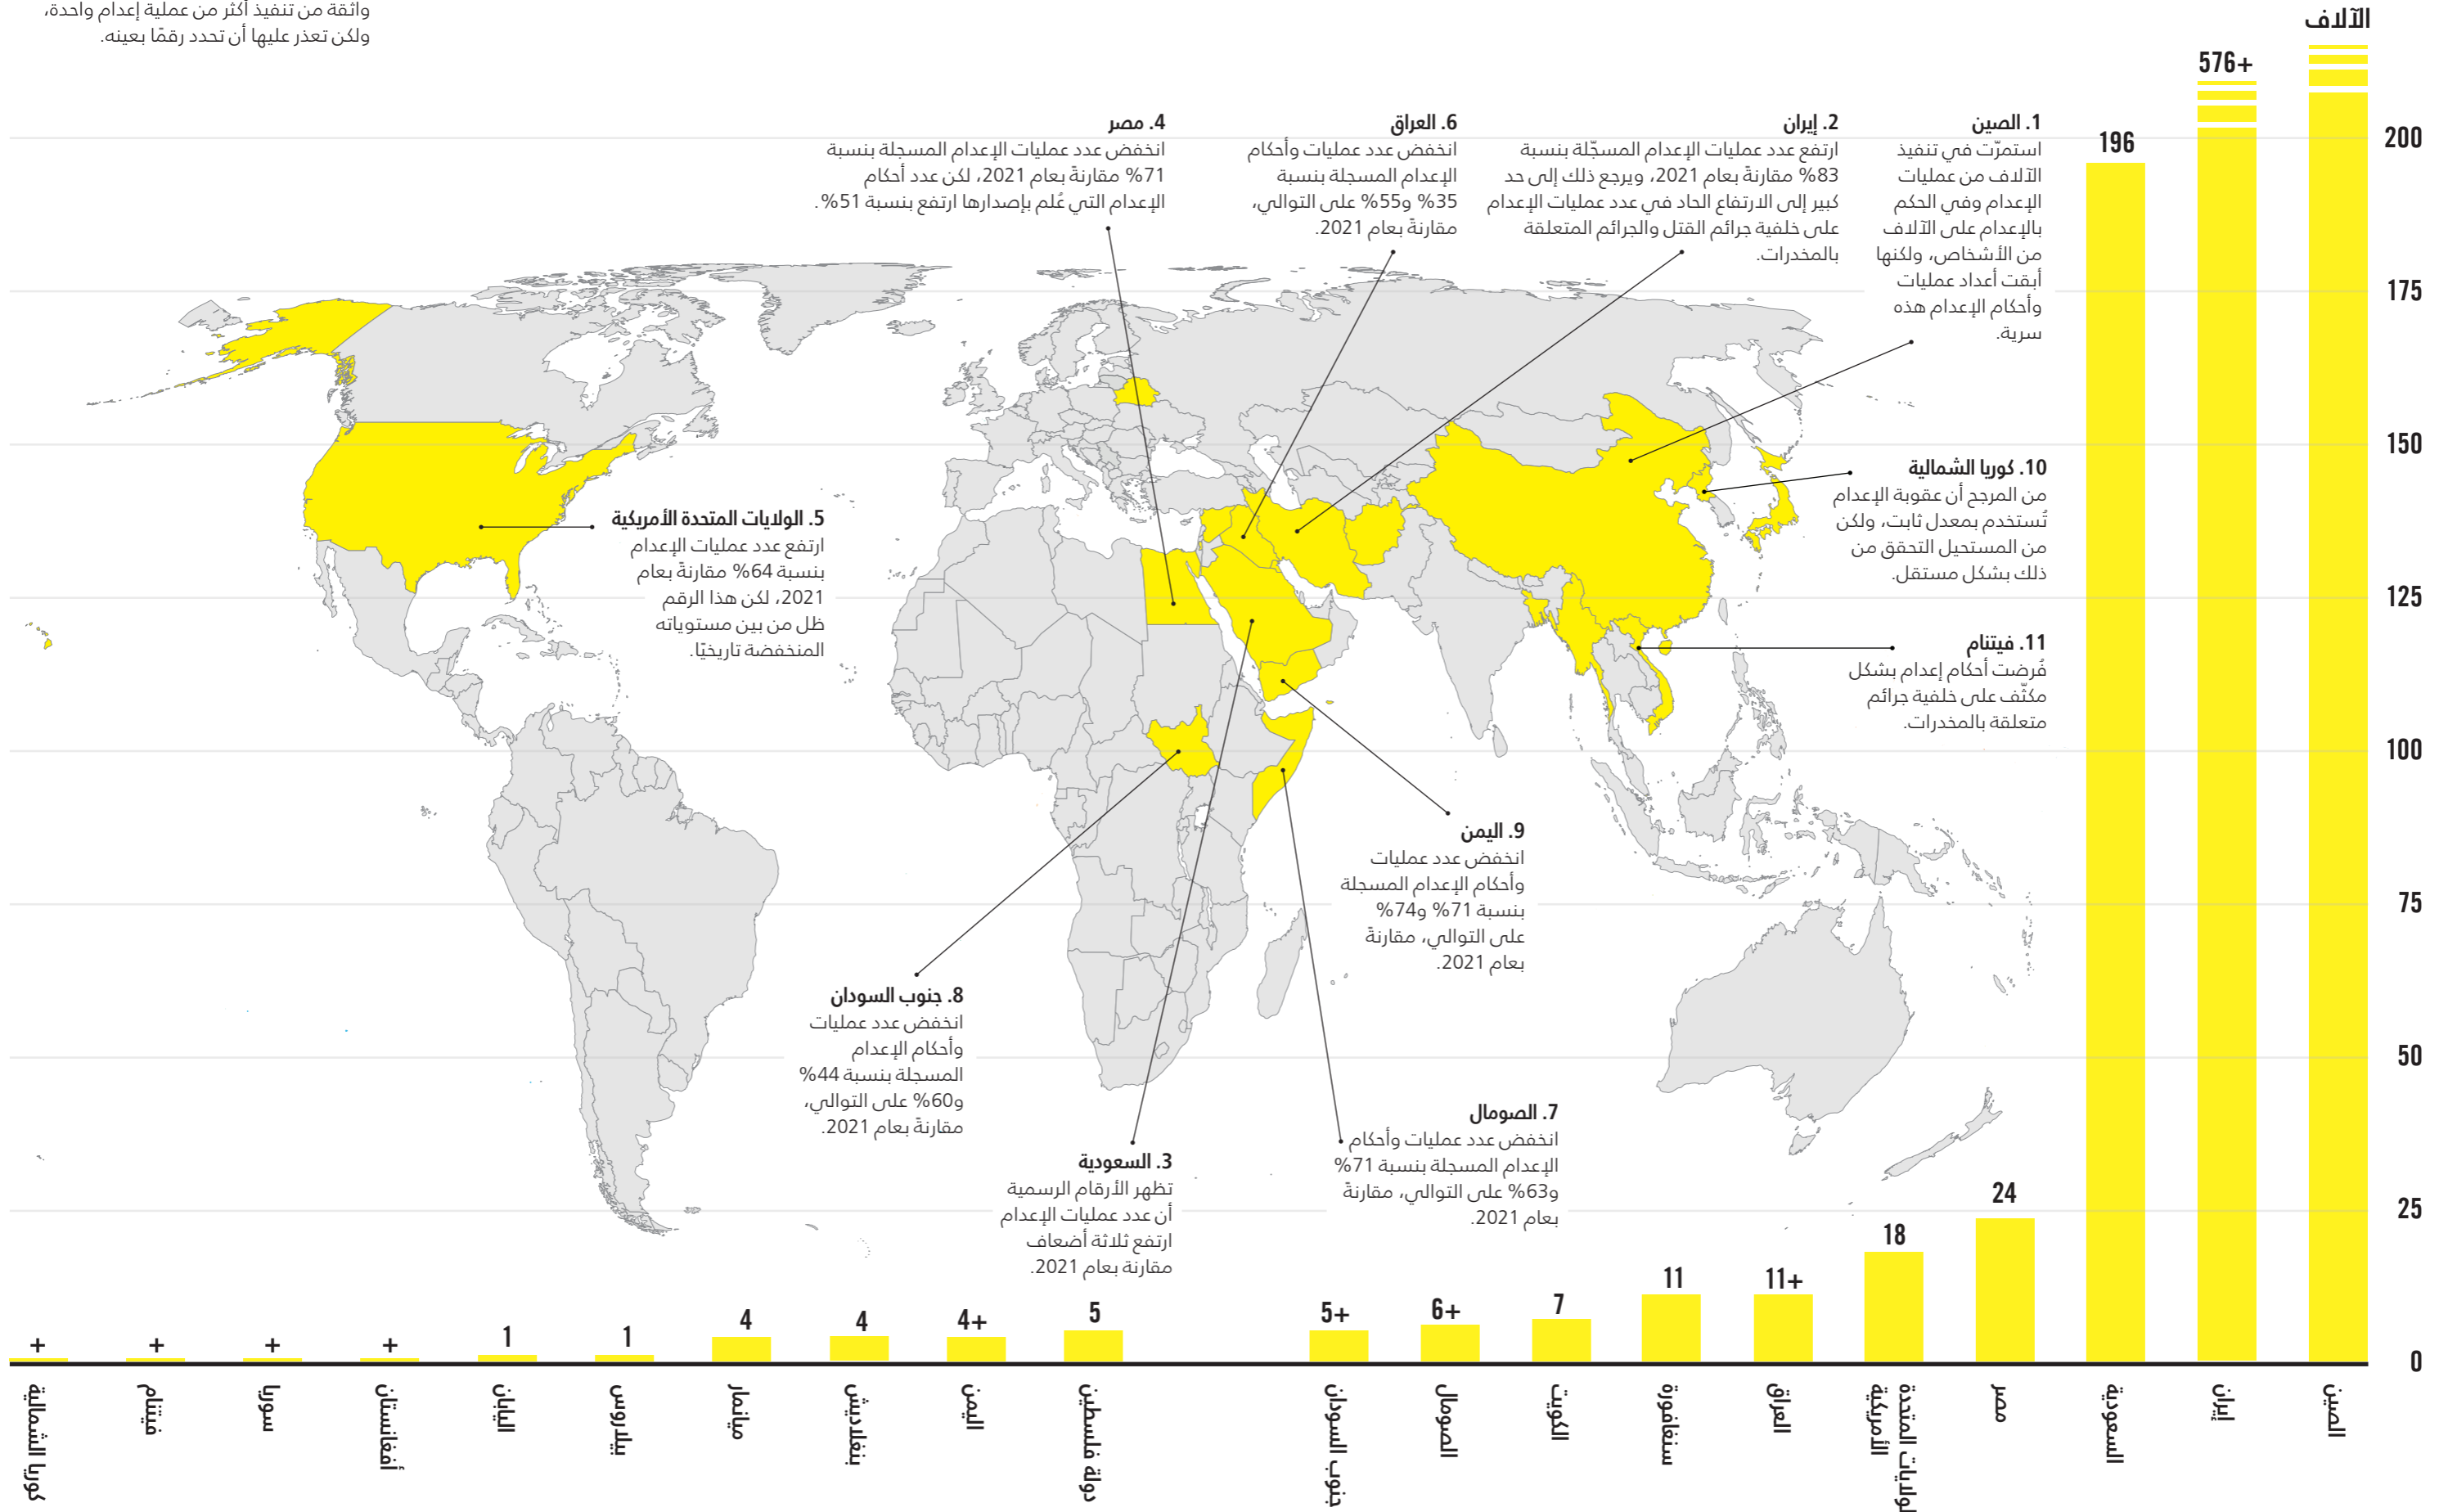 واثقة من تنفيذ أكثر من عملية إعدام واحدة،
ولكن تعذر عليها أن تحدد رقمًا بعينه.
الآلاف
576+
196
200
175
150
125
100
75
50
25
0
1. الصين
استمرّت في تنفيذ
الآلاف من عمليات
الإعدام وفي الحكم
بالإعدام على الآلاف
من الأشخاص، ولكنها
أبقت أعداد عمليات
وأحكام الإعدام هذه
سرية.
2. إيران
ارتفع عدد عمليات الإعدام المسجّلة بنسبة
83% مقارنةً بعام 2021، ويرجع ذلك إلى حد
كبير إلى الارتفاع الحاد في عدد عمليات الإعدام
على خلفية جرائم القتل والجرائم المتعلقة
بالمخدرات.
6. العراق
انخفض عدد عمليات وأحكام
الإعدام المسجلة بنسبة
35% و55% على التوالي،
مقارنةً بعام 2021.
4. مصر
انخفض عدد عمليات الإعدام المسجلة بنسبة
71% مقارنةً بعام 2021، لكن عدد أحكام
الإعدام التي عُلم بإصدارها ارتفع بنسبة 51%.
10. كوريا الشمالية
من المرجح أن عقوبة الإعدام
تُستخدم بمعدل ثابت، ولكن
من المستحيل التحقق من
ذلك بشكل مستقل.
5. الولايات المتحدة الأمريكية
ارتفع عدد عمليات الإعدام
بنسبة 64% مقارنةً بعام
2021، لكن هذا الرقم
ظل من بين مستوياته
المنخفضة تاريخيًا.
11. فيتنام
فُرضت أحكام إعدام بشكل
مكثّف على خلفية جرائم
متعلقة بالمخدرات.
9. اليمن
انخفض عدد عمليات
وأحكام الإعدام المسجلة
بنسبة 71% و74%
على التوالي، مقارنةً
بعام 2021.
8. جنوب السودان
انخفض عدد عمليات
وأحكام الإعدام
المسجلة بنسبة 44%
و60% على التوالي،
مقارنةً بعام 2021.
7. الصومال
انخفض عدد عمليات وأحكام
الإعدام المسجلة بنسبة 71%
و63% على التوالي، مقارنةً
بعام 2021.
3. السعودية
تظهر الأرقام الرسمية
أن عدد عمليات الإعدام
ارتفع ثلاثة أضعاف
مقارنة بعام 2021.
24
18
11+
11
7
6+
5+
5
4+
4
4
1
1
+
+
+
+
الصين
إيران
السعودية
مصر
الولايات المتحدة
الأمريكية
العراق
سنغافورة
الكويت
الصومال
جنوب السودان
دولة فلسطين
اليمن
بنغلاديش
ميانمار
بيلاروس
اليابان
أفغانستان
سوريا
فيتنام
كوريا الشمالية